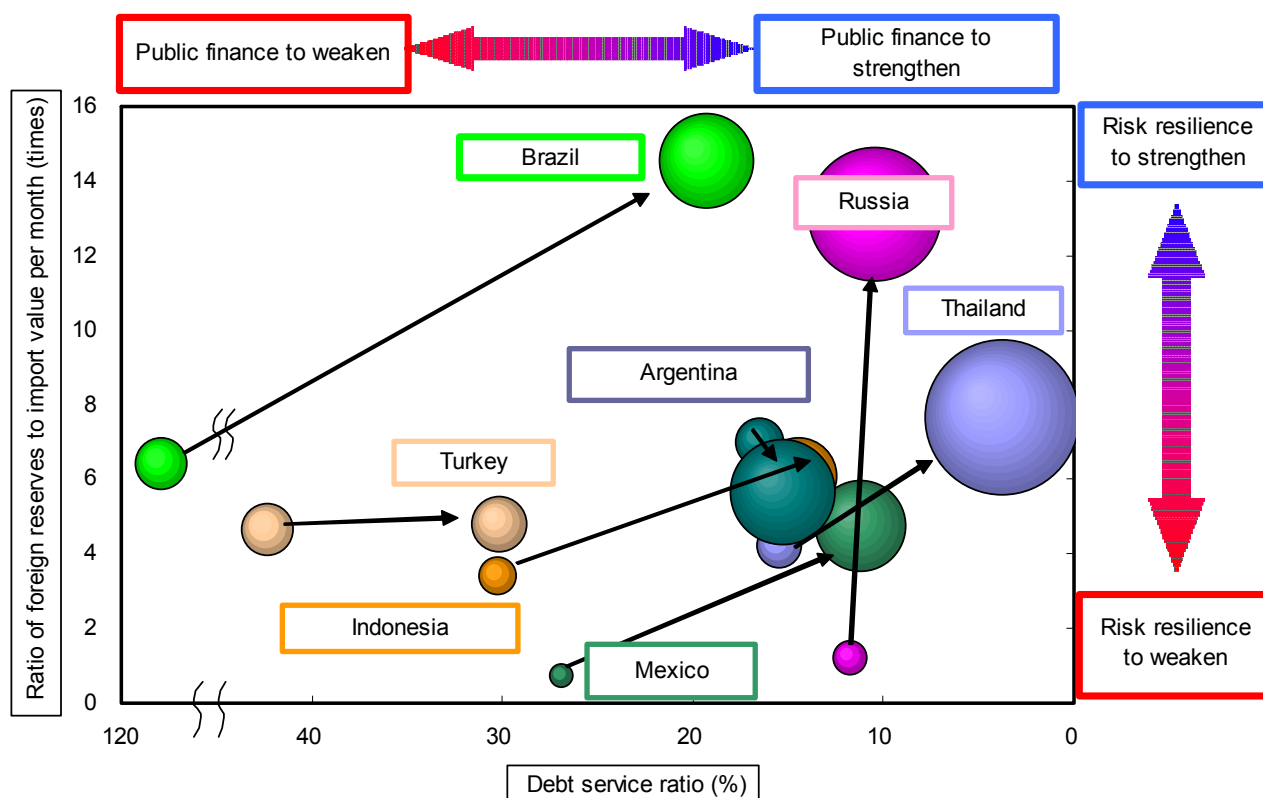 Public finance to weaken
Public finance to
strengthen
Ratio of foreign reserves to import value per month (times)
16
14
12
10
8
6
4
2
0
Brazil
Russia
Thailand
Argentina
Turkey
Indonesia
Mexico
Risk resilience
to strengthen
Risk resilience
to weaken
120
40
30
20
10
0
Debt service ratio (%)